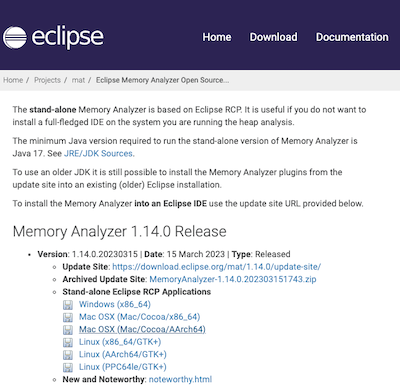 eclipse
Home Download Documentation
Home / Projects / mat / Eclipse Memory Analyzer Open Source...
The stand-alone Memory Analyzer is based on Eclipse RCP. It is useful if you do not want to
install a full-fledged IDE on the system you are running the heap analysis.
The minimum Java version required to run the stand-alone version of Memory Analyzer is
Java 17. See JRE/JDK Sources.
To use an older JDK it is still possible to install the Memory Analyzer plugins from the
update site into an existing (older) Eclipse installation.
To install the Memory Analyzer into an Eclipse IDE use the update site URL provided below.
Memory Analyzer 1.14.0 Release
• Version: 1.14.0.20230315 | Date: 15 March 2023 | Type: Released
Update Site: https://download.eclipse.org/mat/1.14.0/update-site/
Archived Update Site: MemoryAnalyzer-1.14.0.202303151743.zip
Stand-alone Eclipse RCP Applications
Windows (x86_64)
Mac OSX (Mac/Cocoa/x86_64)
Mac OSX (Mac/Cocoa/AArch64)
Linux (x86_64/GTK+)
Linux (AArch64/GTK+)
Linux (PPC64le/GTK+)
New and Noteworthy: noteworthy.html